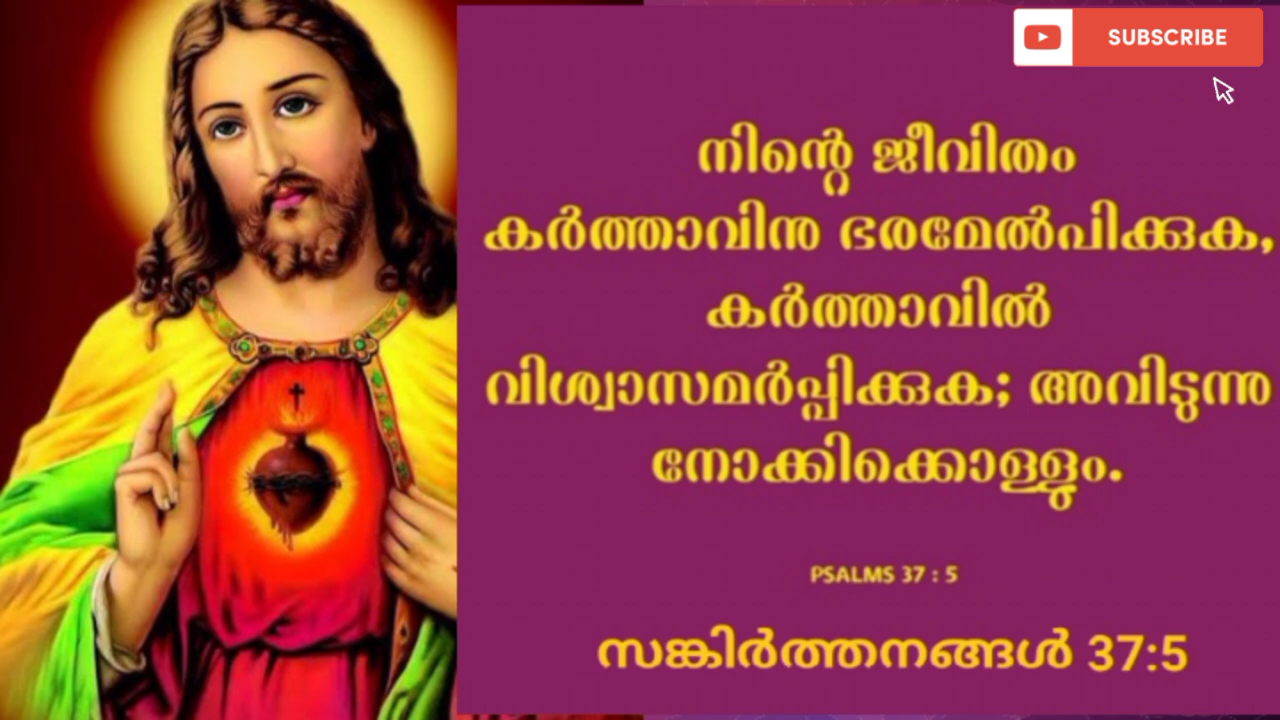 SUBSCRIBE
നിന്റെ ജീവിതം
കർത്താവിനു ഭരമേൽപിക്കുക,
കർത്താവിൽ
വിശ്വാസമർപ്പിക്കുക; അവിടുന്നു
നോക്കിക്കൊള്ളും.
PSALMS 37 : 5
സങ്കിർത്തനങ്ങൾ 37:5